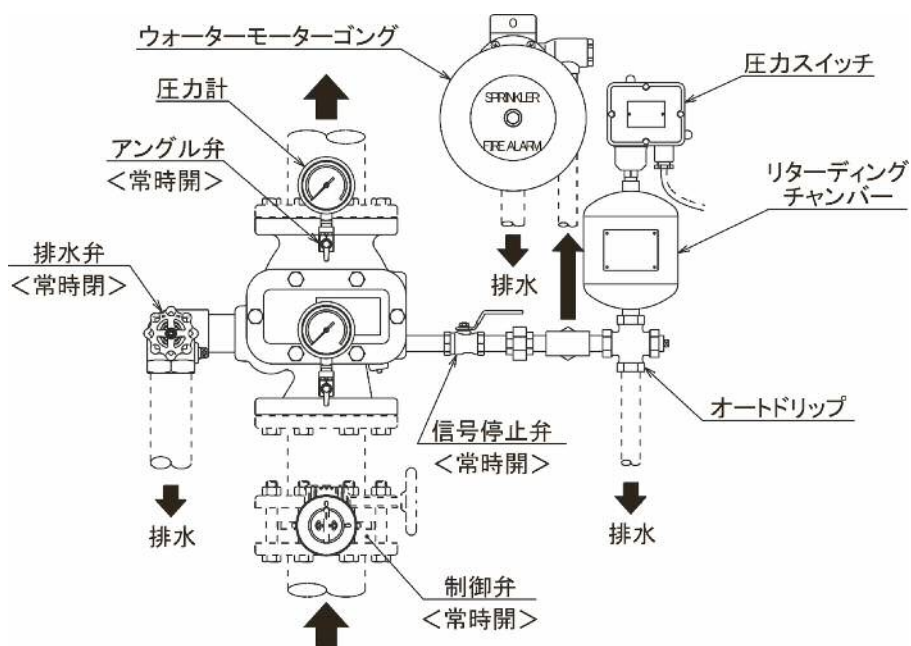 ウォーターモーターゴング
圧力計
アングル弁
＜常時開＞
排水弁
＜常時閉＞
SPRINKLER
FIRE ALARM
圧力スイッチ
リターディング
チャンバー
排水
オートドリップ
信号停止弁
＜常時開＞
排水
排水
制御弁
＜常時開＞